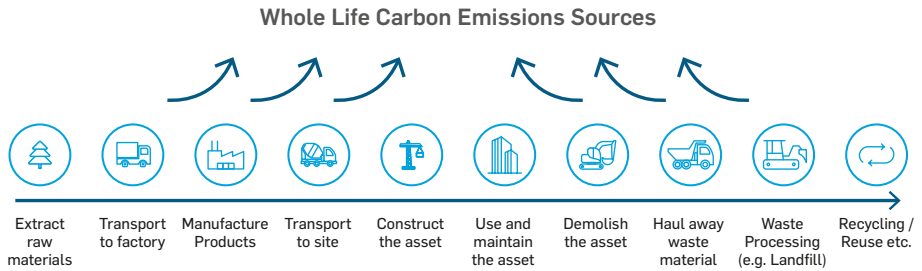 Whole Life Carbon Emissions Sources
Extract
raw
materials
Transport
to factory
Manufacture
Products
Transport
to site
Construct
the asset
Use and
maintain
the asset
Demolish
the asset
Haul away
waste
material
Waste
Processing
(e.g. Landfill)
Recycling /
Reuse etc.